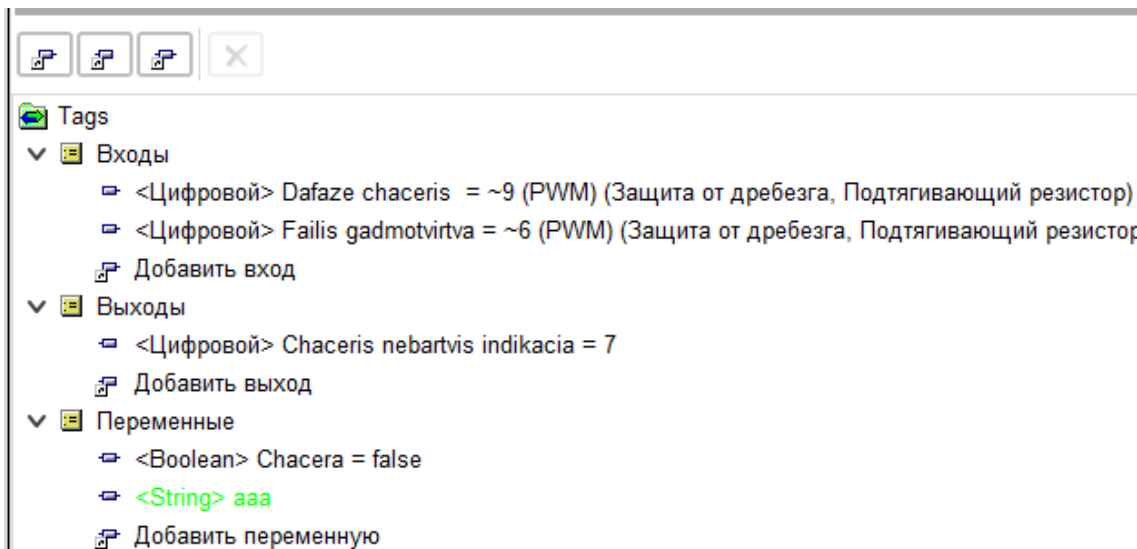 Tags
Входы
<Цифровой> Dafaze chaceris = ~9 (PWM) (Защита от дребезга, Подтягивающий резистор)
<Цифровой> Failis gadmotvirtva = ~6 (PWM) (Защита от дребезга, Подтягивающий резистор
Добавить вход
Выходы
<Цифровой> Chaceris nebartvis indikacia = 7
Добавить выход
Переменные
<Boolean> Chacera = false
<String> aaa
Добавить переменную